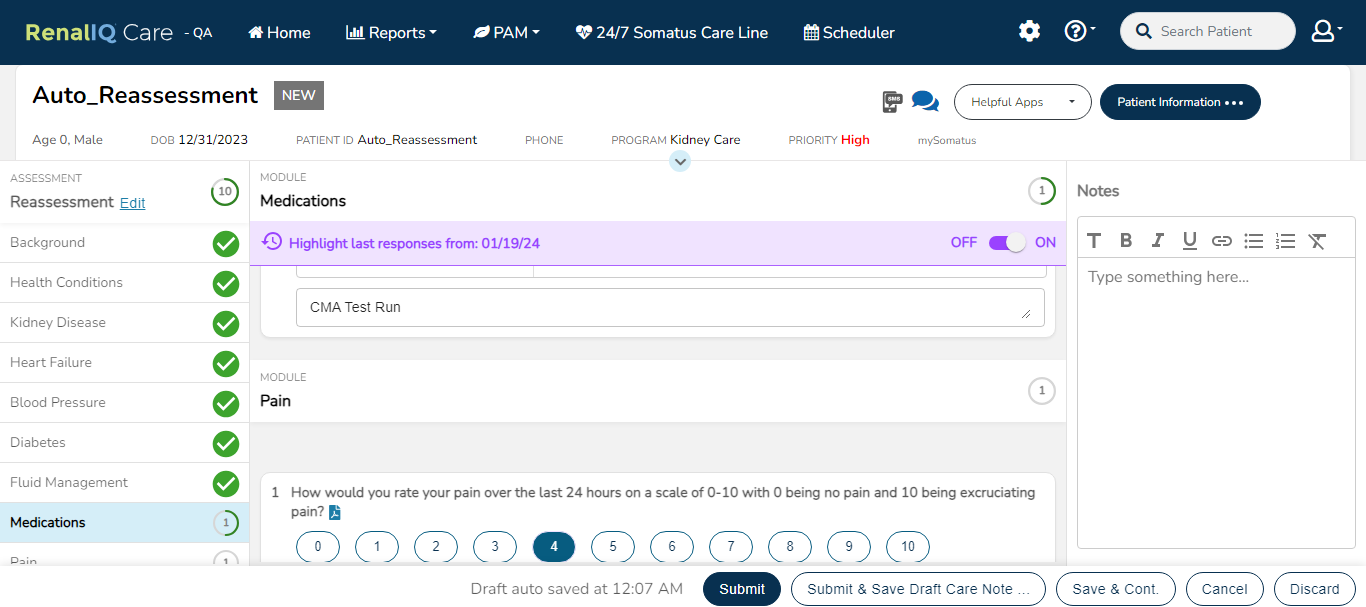 RenalIQ Care - QA Home Reports PAM 24/7 Somatus Care Line Scheduler Search Patient
Auto_Reassessment NEW
SMS Helpful Apps Patient Information
Age 0, Male DOB 12/31/2023 PATIENT ID Auto_Reassessment PHONE PROGRAM Kidney Care PRIORITY High mySomatus
ASSESSMENT
Reassessment Edit
10
Background
Health Conditions
Kidney Disease
Heart Failure
Blood Pressure
Diabetes
Fluid Management
Medications 1
Pain 1
MODULE
Medications
1
Highlight last responses from: 01/19/24 OFF ON
CMA Test Run
MODULE
Pain
1
1 How would you rate your pain over the last 24 hours on a scale of 0-10 with 0 being no pain and 10 being excruciating
pain?
0 1 2 3 4 5 6 7 8 9 10
Notes
T B I U
Type something here...
Draft auto saved at 12:07 AM Submit Submit & Save Draft Care Note ... Save & Cont. Cancel Discard